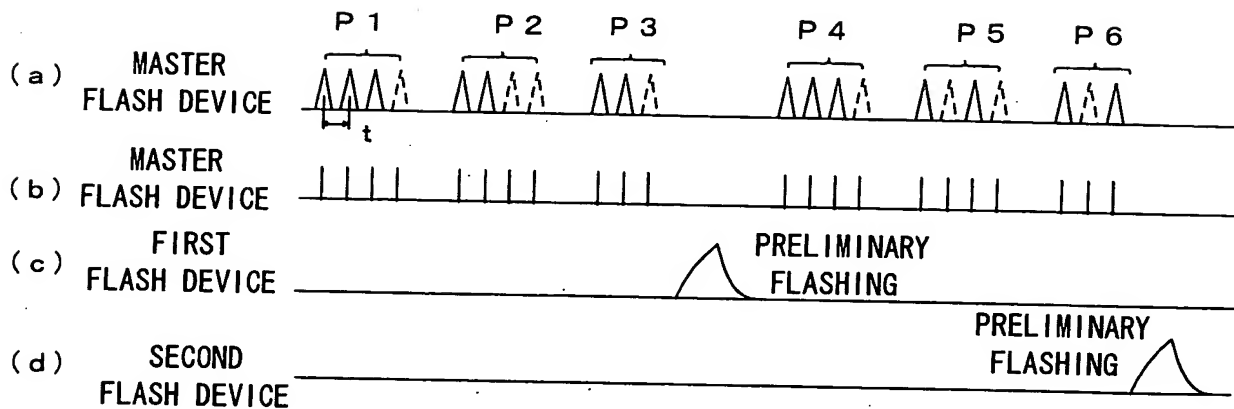 P 1 P 2 P 3 P 4 P 5 P 6
(a) MASTER
FLASH DEVICE
t
MASTER
(b) FLASH DEVICE
FIRST PRELIMINARY
(c) FLASH DEVICE FLASHING
PRELIMINARY
(d) SECOND FLASHING
FLASH DEVICE